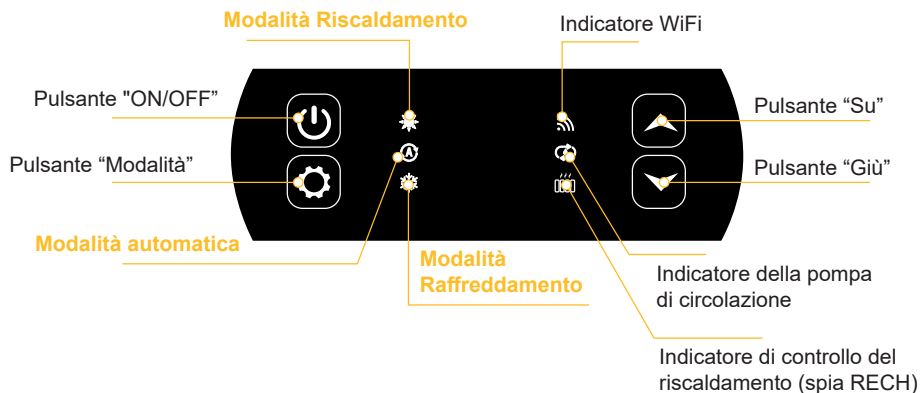 Modalità Riscaldamento
Indicatore WiFi
Pulsante "ON/OFF”
Pulsante “Su”
A
Pulsante “Modalità”
Pulsante “Giù”
Modalità automatica
Modalità
Raffreddamento
Indicatore della pompa
di circolazione
Indicatore di controllo del
riscaldamento (spia RECH)